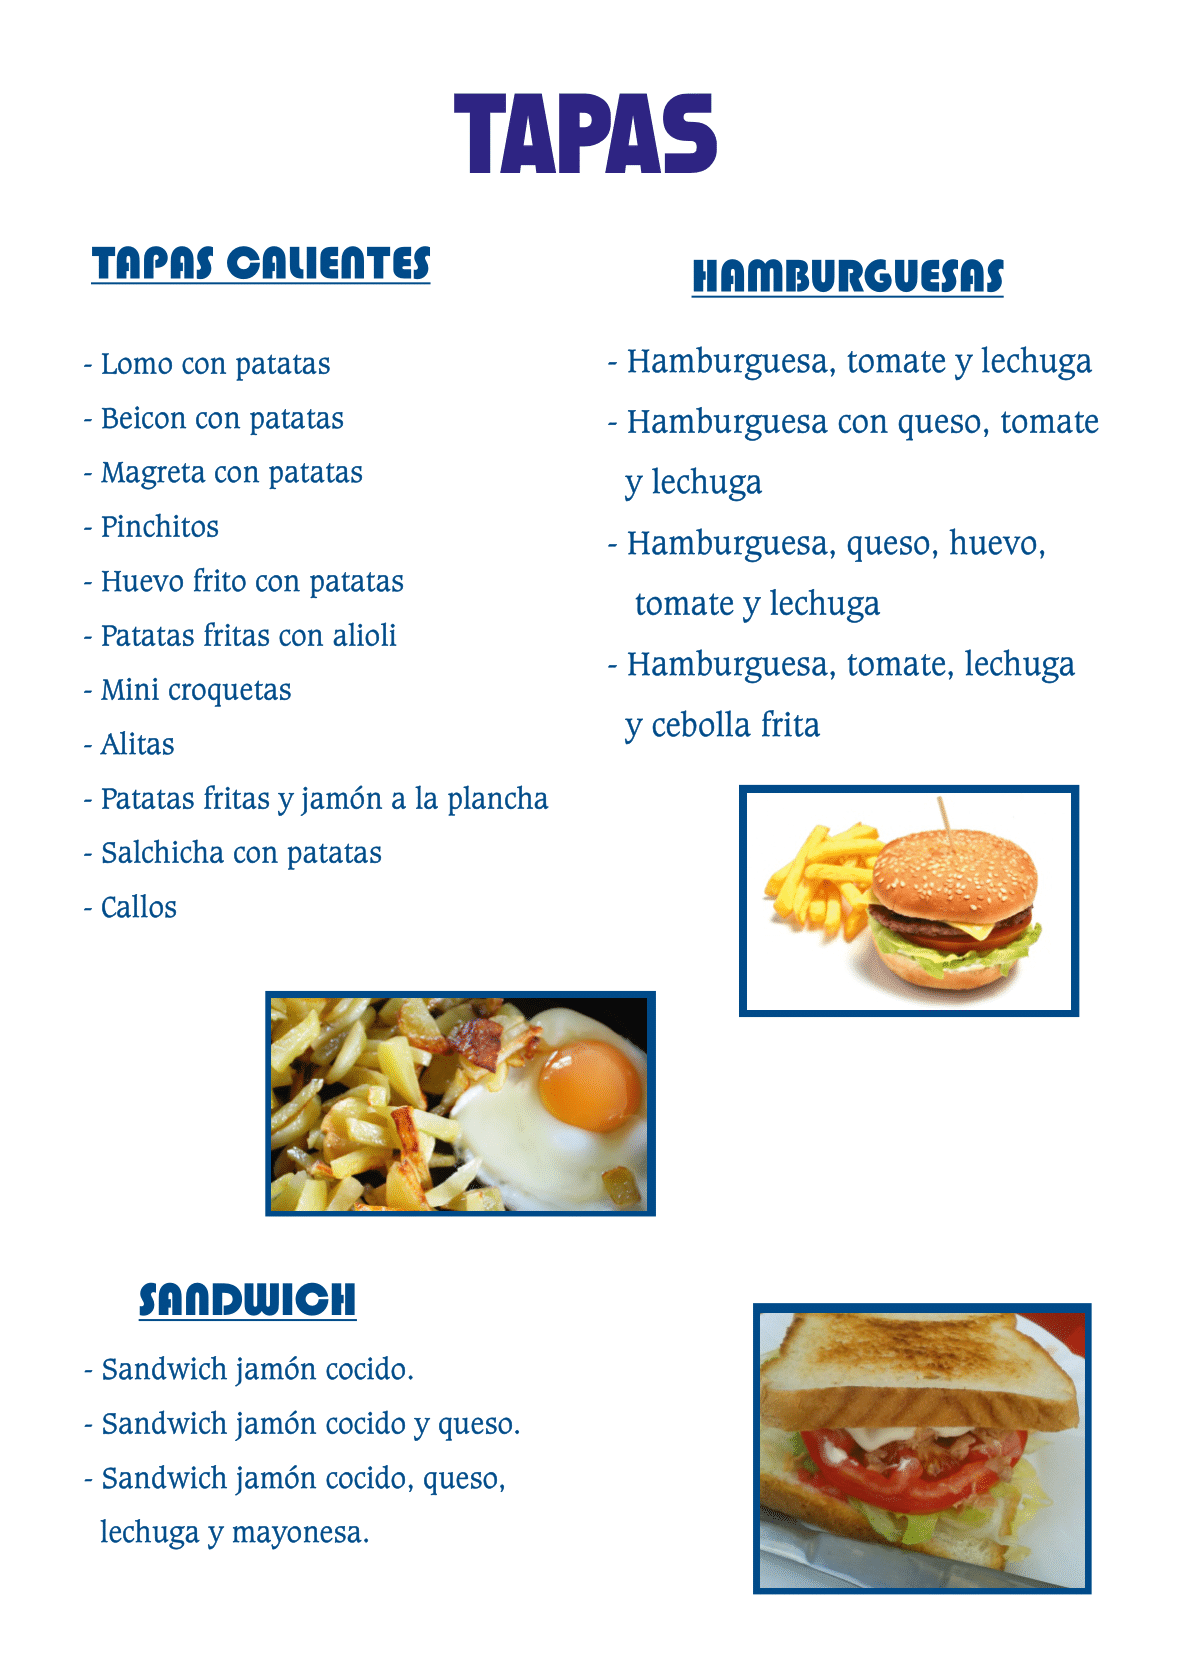 TAPAS
TAPAS CALIENTES
- Lomo con patatas
- Beicon con patatas
- Magreta con patatas
- Pinchitos
- Huevo frito con patatas
- Patatas fritas con alioli
- Mini croquetas
- Alitas
- Patatas fritas y jamón a la plancha
- Salchicha con patatas
- Callos
HAMBURGUESAS
- Hamburguesa, tomate y lechuga
- Hamburguesa con queso, tomate
y lechuga
- Hamburguesa, queso, huevo,
tomate y lechuga
- Hamburguesa, tomate, lechuga
y cebolla frita
SANDWICH
- Sandwich jamón cocido.
- Sandwich jamón cocido y queso.
- Sandwich jamón cocido, queso,
lechuga y mayonesa.